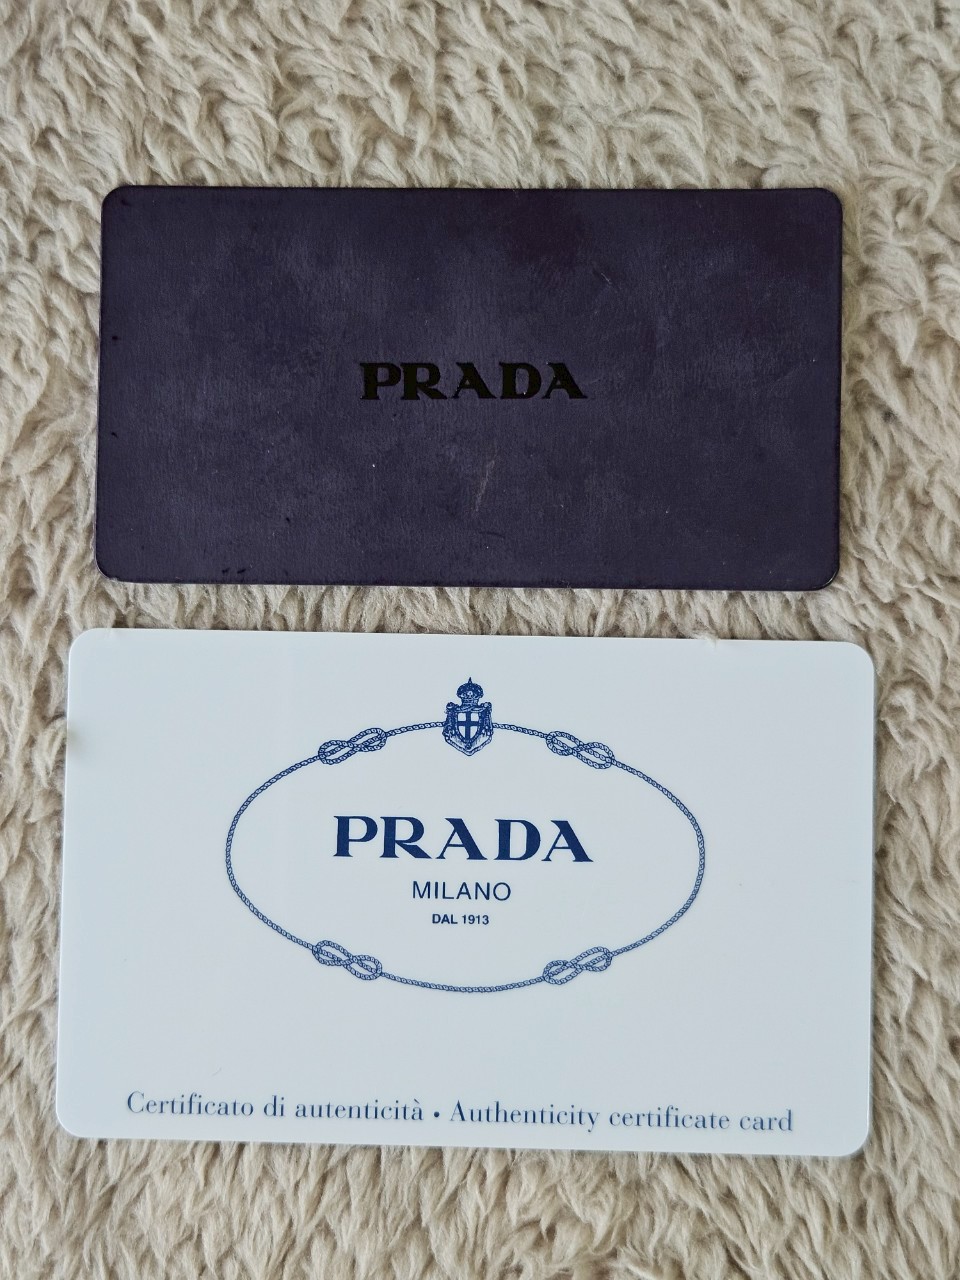 PRADA
PRADA
MILANO
DAL 1913
Certificato di autenticità • Authenticity certificate card